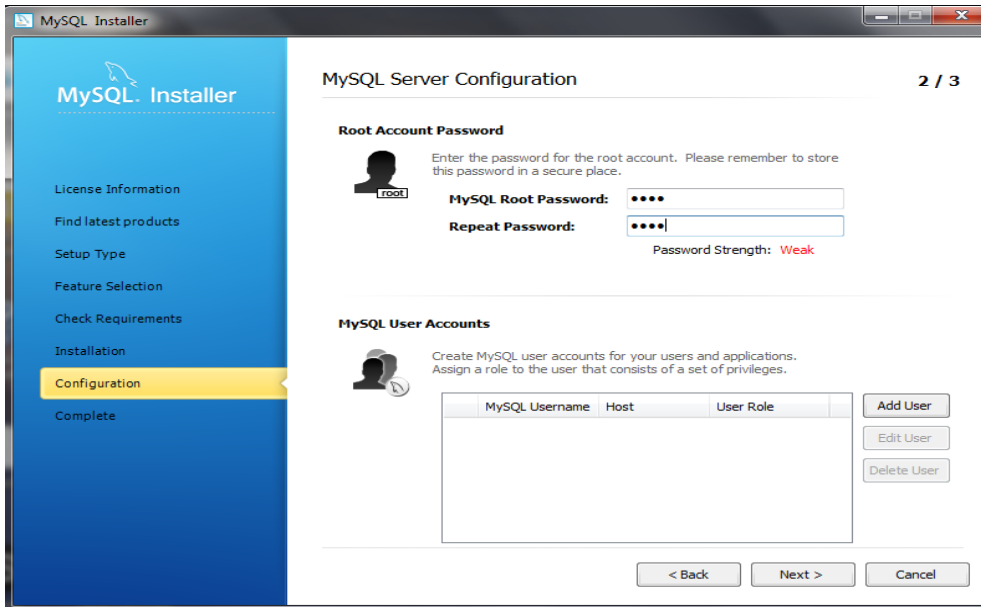 MySQL Installer
MySQL Installer
License Information
Find latest products
Setup Type
Feature Selection
Check Requirements
Installation
Configuration
Complete
MySQL Server Configuration
2 / 3
Root Account Password
root
Enter the password for the root account. Please remember to store
this password in a secure place.
MySQL Root Password: ●●●●
Repeat Password: ●●●●
Password Strength: Weak
MySQL User Accounts
Create MySQL user accounts for your users and applications.
Assign a role to the user that consists of a set of privileges.
MySQL Username Host User Role
Add User
Edit User
Delete User
< Back Next > Cancel